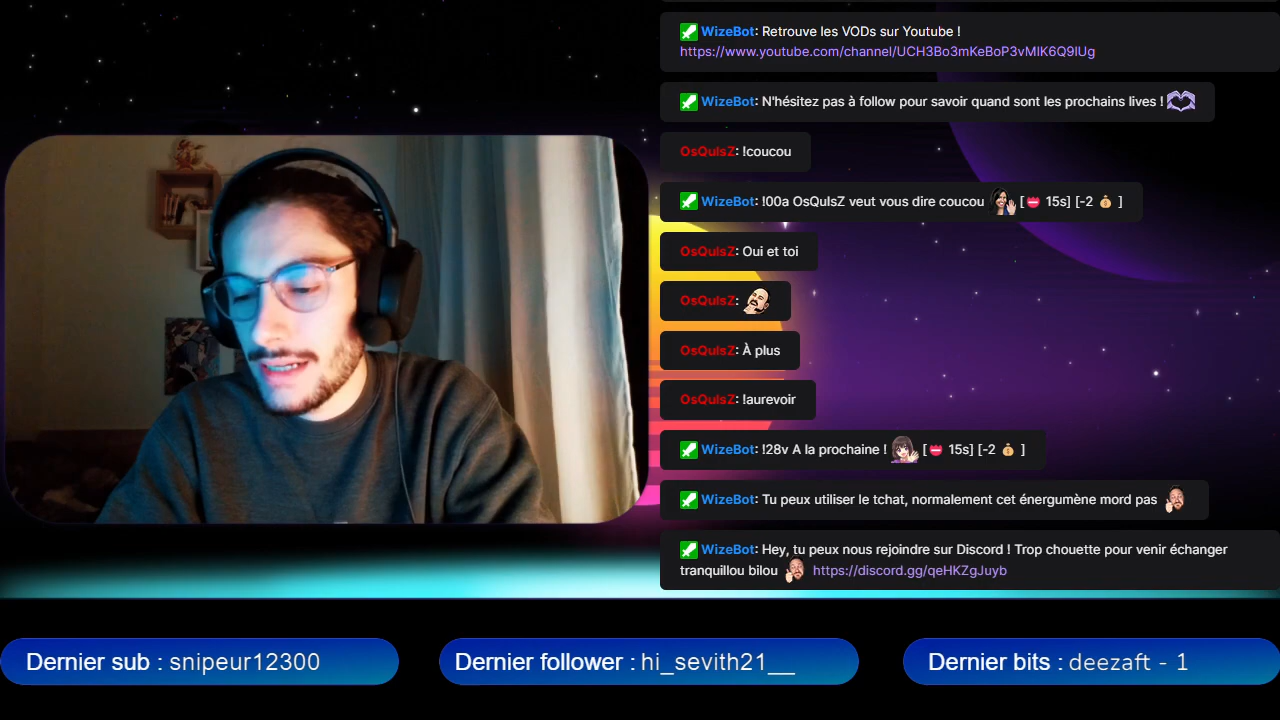 WizeBot: Retrouve les VODs sur Youtube !
https://www.youtube.com/channel/UCH3Bo3mKeBoP3vMIK6Q9lUg
WizeBot: N'hésitez pas à follow pour savoir quand sont les prochains lives !
OsQuIsZ: !coucou
WizeBot: !00a OsQuIsZ veut vous dire coucou [ 15s] [-2 ]
OsQuIsZ: Oui et toi
OsQuIsZ:
OsQuIsZ: À plus
OsQuIsZ: !aurevoir
WizeBot: !28v A la prochaine ! [ 15s] [-2 ]
WizeBot: Tu peux utiliser le tchat, normalement cet énergumène mord pas
WizeBot: Hey, tu peux nous rejoindre sur Discord ! Trop chouette pour venir échanger
tranquillou bilou https://discord.gg/qeHKZgJuyb
Dernier sub : snipeur12300
Dernier follower : hi_sevith21__
Dernier bits : deezaft - 1